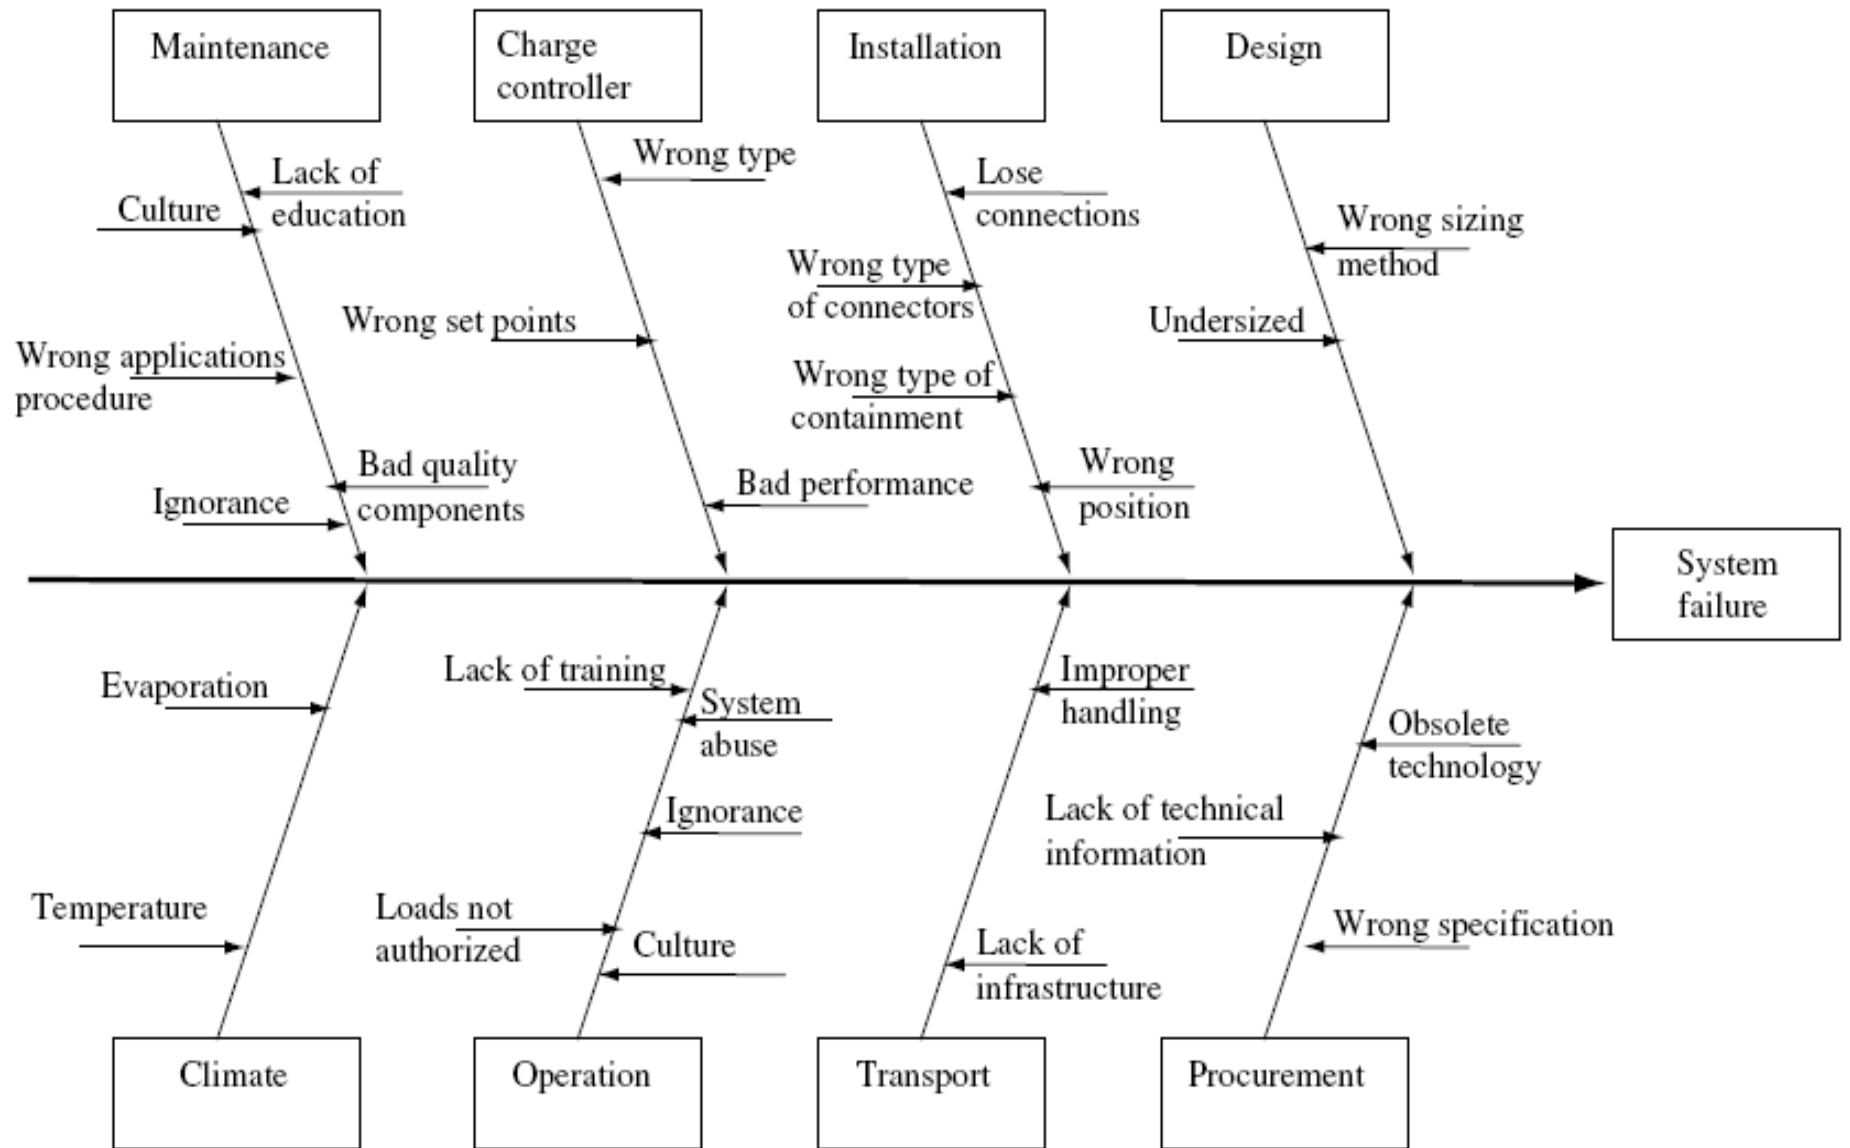 Maintenance
Charge
controller
Installation
Design
Lack of
education
Culture
Wrong applications
procedure
Bad quality
components
Ignorance
Wrong type
Wrong set points
Bad performance
Lose
connections
Wrong type
of connectors
Wrong type of
containment
Wrong
position
Wrong sizing
method
Undersized
System
failure
Evaporation
Temperature
Lack of training
System
abuse
Ignorance
Loads not
authorized
Culture
Improper
handling
Lack of
infrastructure
Obsolete
technology
Lack of technical
information
Wrong specification
Climate
Operation
Transport
Procurement